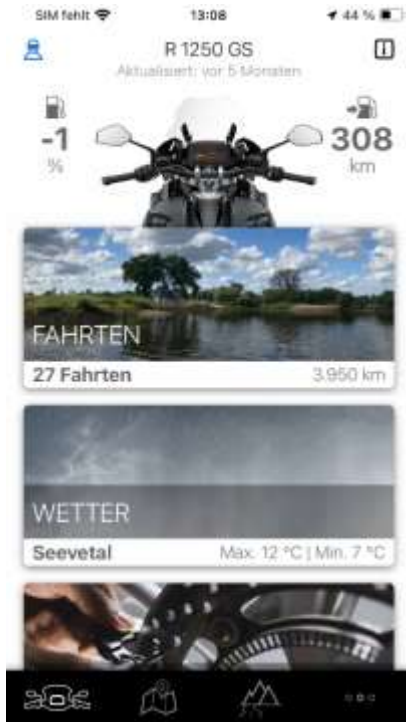 SIM fehlt 13:08 44 %
R 1250 GS
Aktualisiert: vor 5 Monaten
-1 308
% km
FAHRTEN
27 Fahrten 3.950 km
WETTER
Seevetal Max. 12 °C | Min. 7 °C